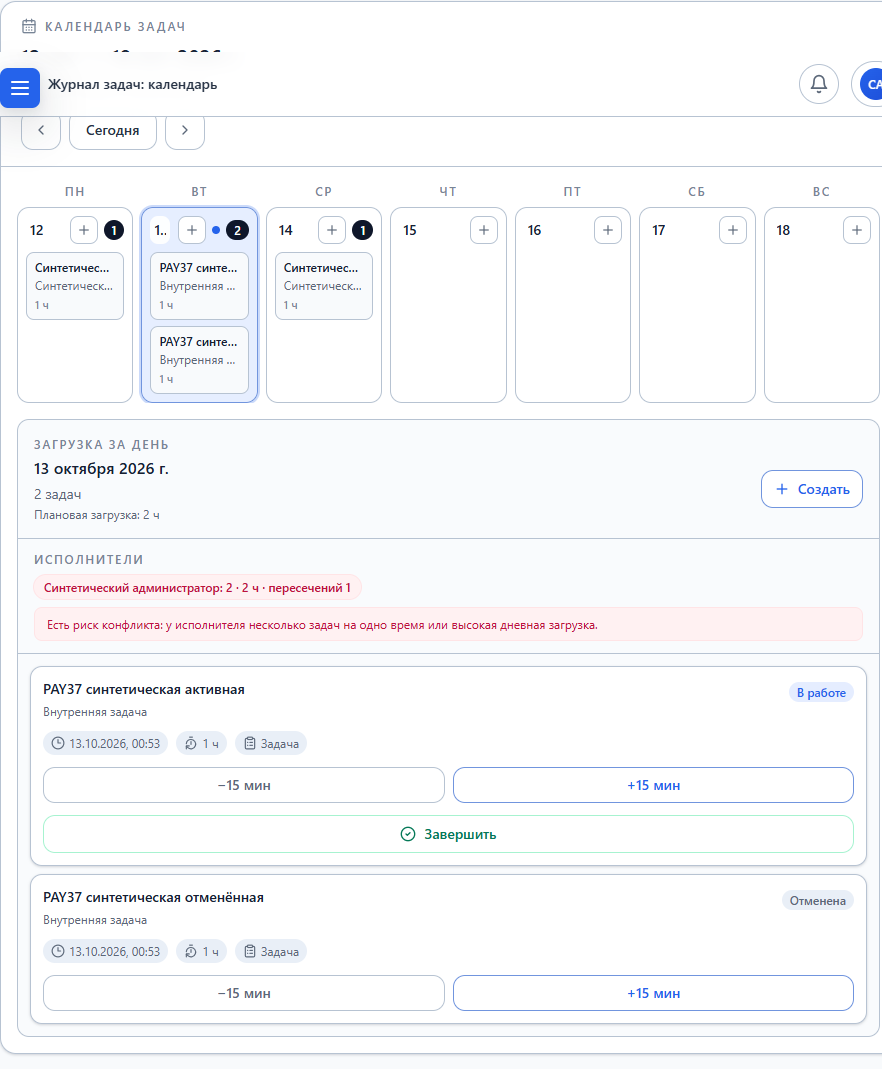 КАЛЕНДАРЬ ЗАДАЧ
Журнал задач: календарь
CA
Сегодня
ПН ВТ СР ЧТ ПТ СБ ВС
12 + 1
1.. + 2
14 + 1
15 +
16 +
17 +
18 +
Синтетичес...
Синтетическ...
1 ч
PAY37 синте...
Внутренняя ...
1 ч
PAY37 синте...
Внутренняя ...
1 ч
Синтетичес...
Синтетическ...
1 ч
ЗАГРУЗКА ЗА ДЕНЬ
13 октября 2026 г.
2 задач
Плановая загрузка: 2 ч
+ Создать
ИСПОЛНИТЕЛИ
Синтетический администратор: 2 · 2 ч · пересечений 1
Есть риск конфликта: у исполнителя несколько задач на одно время или высокая дневная загрузка.
PAY37 синтетическая активная
В работе
Внутренняя задача
13.10.2026, 00:53 1 ч Задача
−15 мин +15 мин
Завершить
PAY37 синтетическая отменённая
Отменена
Внутренняя задача
13.10.2026, 00:53 1 ч Задача
−15 мин +15 мин